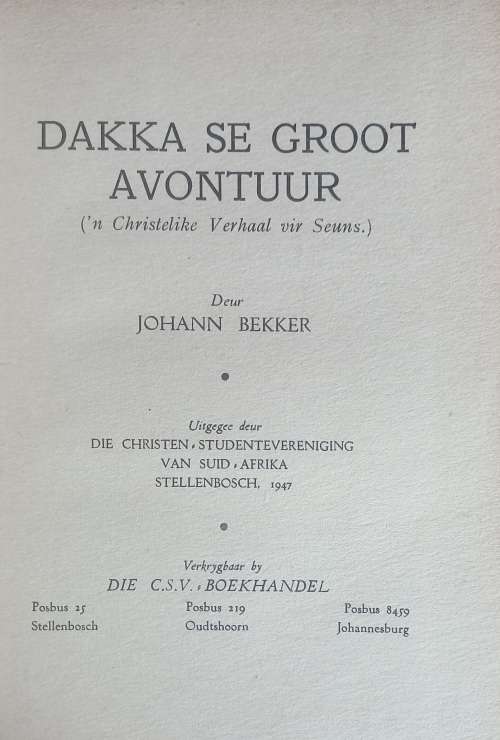 DAKKA SE GROOT
AVONTUUR
('n Christelike Verhaal vir Seuns.)
Deur
JOHANN BEKKER
Uitgegee deur
DIE CHRISTEN-STUDENTEVERENIGING
VAN SUID-AFRIKA
STELLENBOSCH, 1947
Verkrygbaar by
DIE C.S.V.-BOEKHANDEL
Posbus 25 Posbus 219 Posbus 8459
Stellenbosch Oudtshoorn Johannesburg